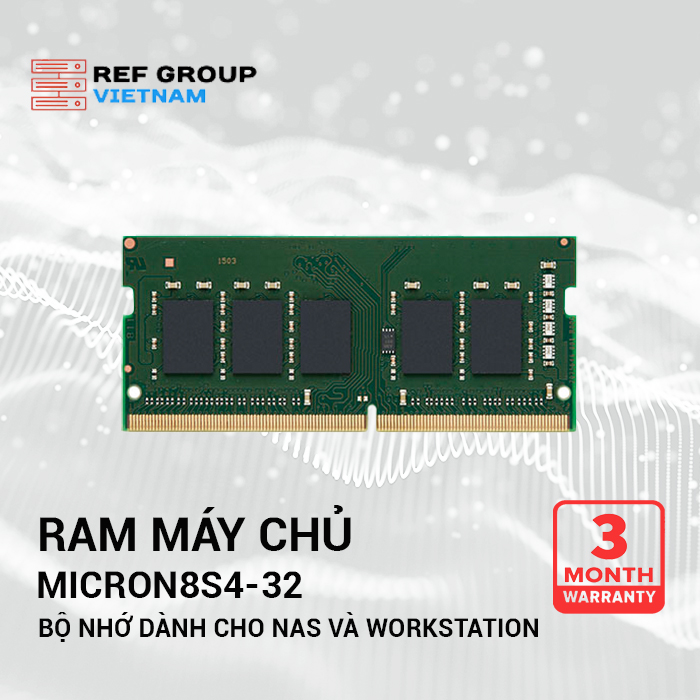 REF GROUP
VIETNAM
1503
RAM MÁY CHỦ
MICRON8S4-32
BỘ NHỚ DÀNH CHO NAS VÀ WORKSTATION
3
MONTH
WARRANTY